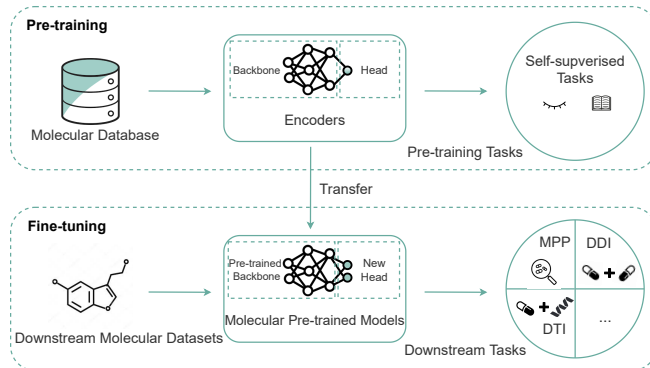 Pre-training
Backbone
Head
Self-supverised
Tasks
Molecular Database
Encoders
Pre-training Tasks
Transfer
Fine-tuning
Pre-trained
Backbone
New
Head
MPP
DDI
DTI
...
Downstream Molecular Datasets
Molecular Pre-trained Models
Downstream Tasks